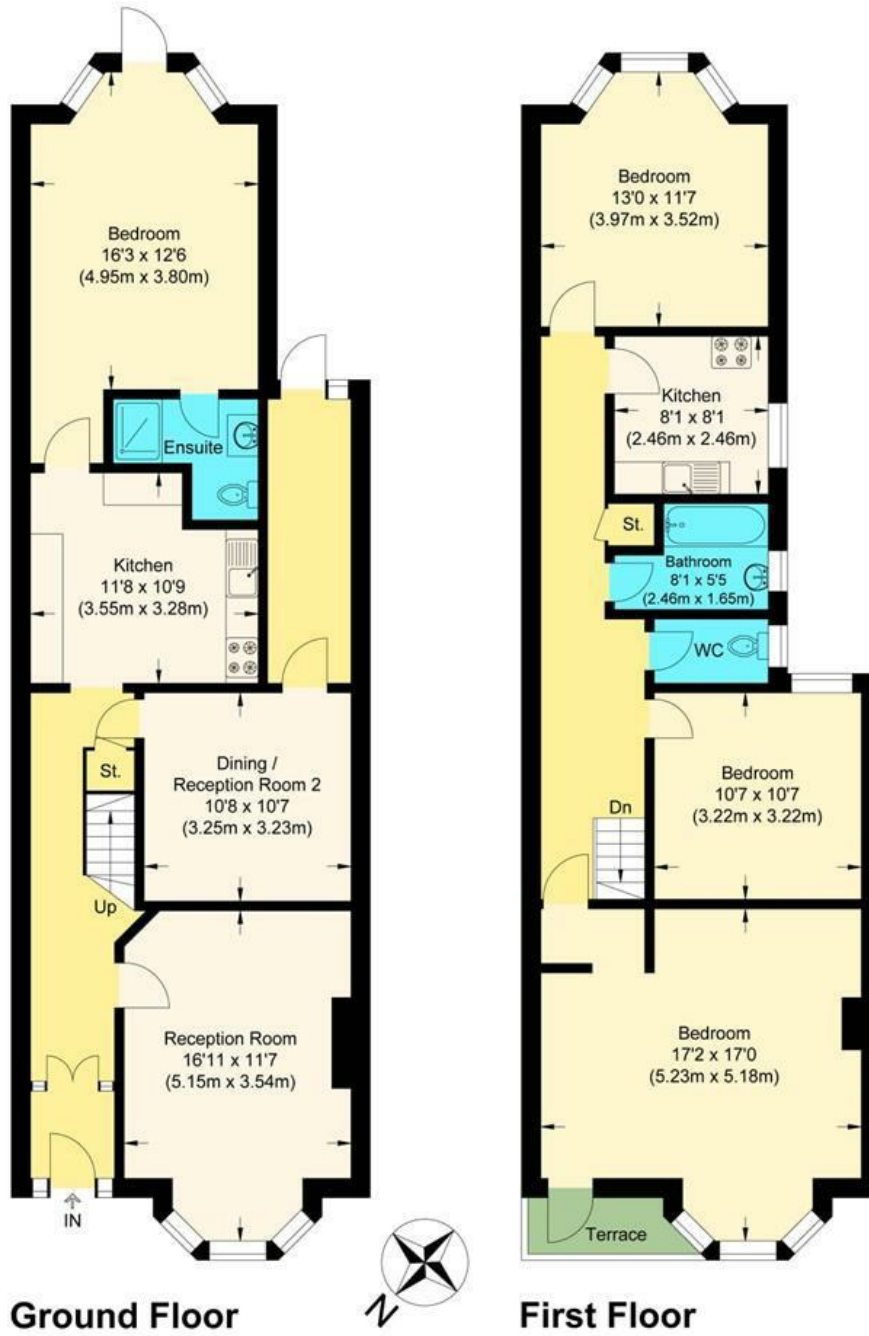 Bedroom
16'3 x 12'6
(4.95m x 3.80m)
Ensuite
Kitchen
11'8 x 10'9
(3.55m x 3.28m)
St.
Dining /
Reception Room 2
10'8 x 10'7
(3.25m x 3.23m)
Up
Reception Room
16'11 x 11'7
(5.15m x 3.54m)
IN
Ground Floor
N
Bedroom
13'0 x 11'7
(3.97m x 3.52m)
Kitchen
8'1 x 8'1
(2.46m x 2.46m)
St.
Bathroom
8'1 x 5'5
(2.46m x 1.65m)
WC
Bedroom
10'7 x 10'7
(3.22m x 3.22m)
Dn
Bedroom
17'2 x 17'0
(5.23m x 5.18m)
Terrace
First Floor